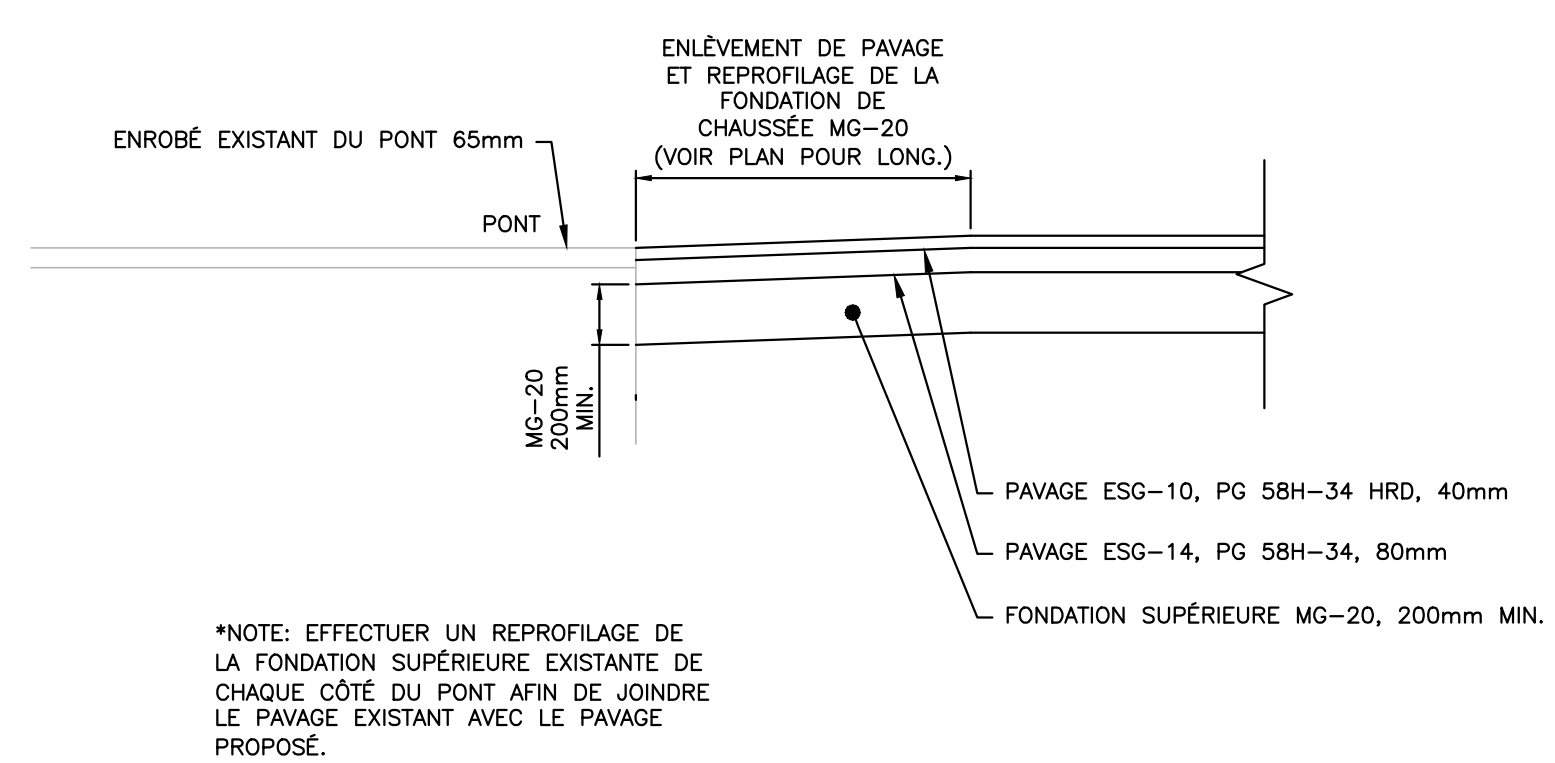 ENLÈVEMENT DE PAVAGE
ET REPROFILAGE DE LA
FONDATION DE
CHAUSSÉE MG-20
(VOIR PLAN POUR LONG.)
ENROBÉ EXISTANT DU PONT 65mm
PONT
MG-20
200mm
MIN.
PAVAGE ESG-10, PG 58H-34 HRD, 40mm
PAVAGE ESG-14, PG 58H-34, 80mm
FONDATION SUPÉRIEURE MG-20, 200mm MIN.
*NOTE: EFFECTUER UN REPROFILAGE DE
LA FONDATION SUPÉRIEURE EXISTANTE DE
CHAQUE CÔTÉ DU PONT AFIN DE JOINDRE
LE PAVAGE EXISTANT AVEC LE PAVAGE
PROPOSÉ.